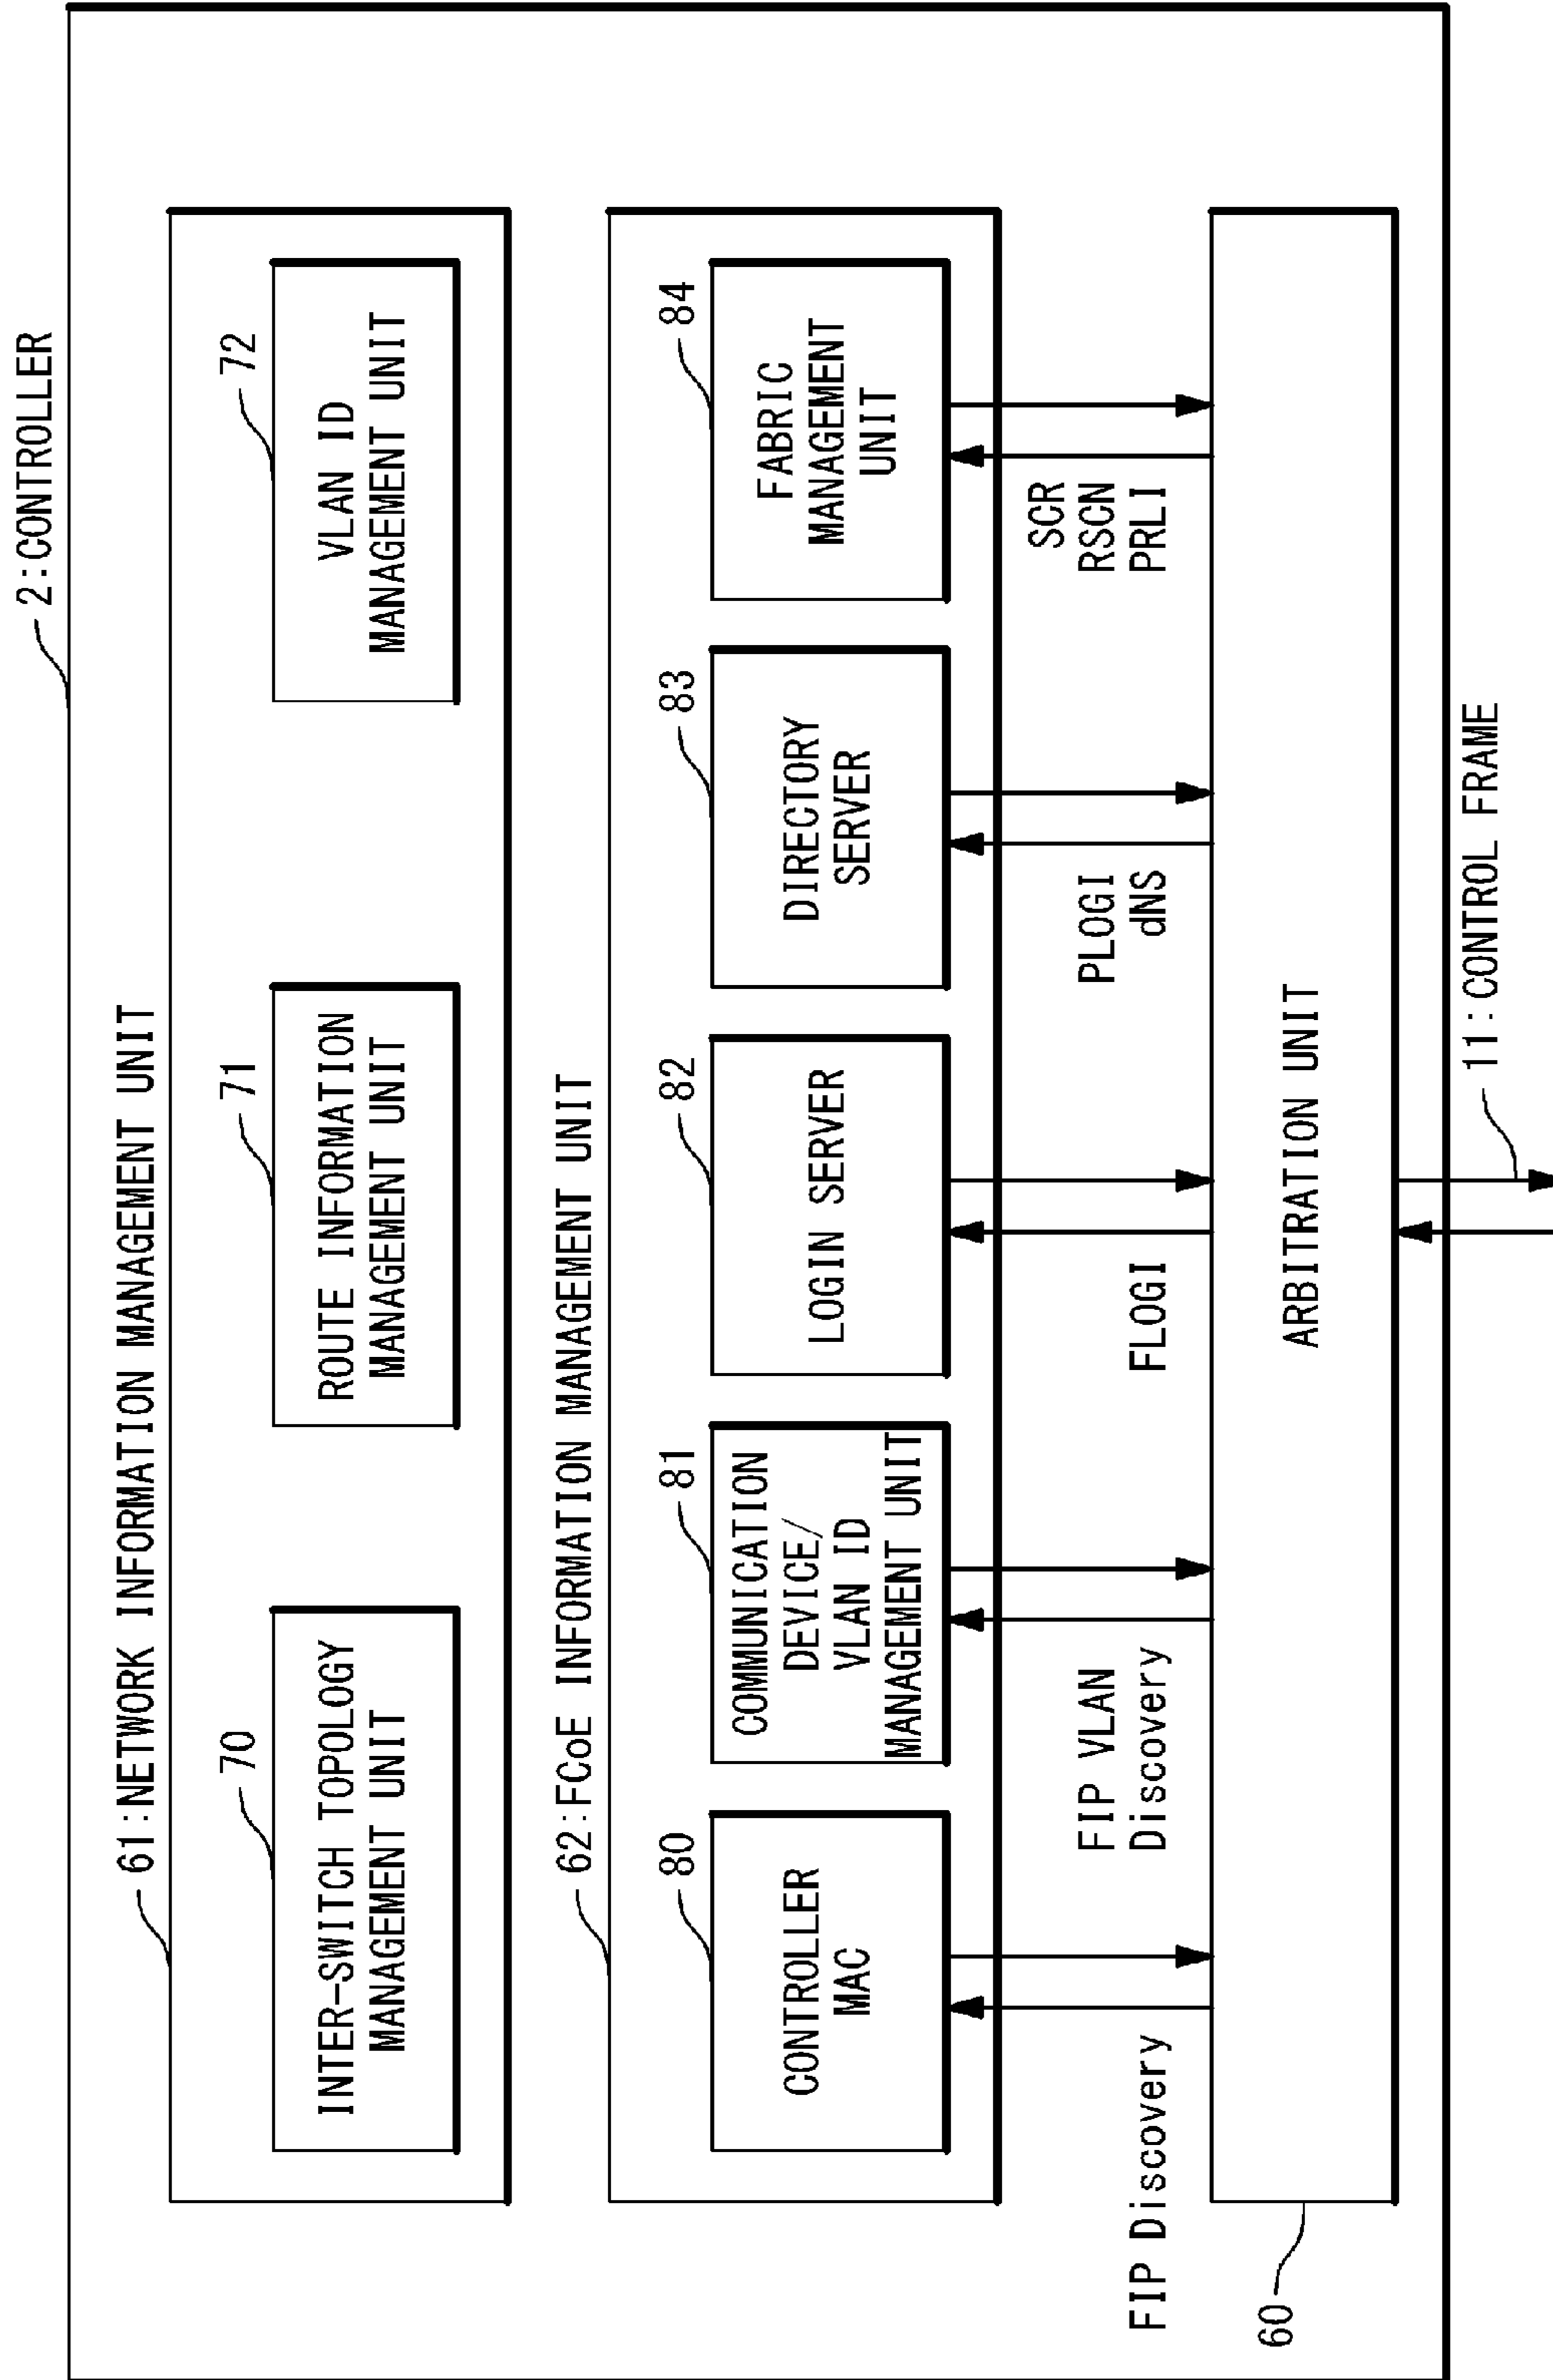 2:CONTROLLER
61:NETWORK INFORMATION MANAGEMENT UNIT
70
INTER-SWITCH TOPOLOGY
MANAGEMENT UNIT
71
ROUTE INFORMATION
MANAGEMENT UNIT
72
VLAN ID
MANAGEMENT UNIT
62:FCoE INFORMATION MANAGEMENT UNIT
80
CONTROLLER
MAC
81
COMMUNICATION
DEVICE/
VLAN ID
MANAGEMENT UNIT
82
LOGIN SERVER
83
DIRECTORY
SERVER
84
FABRIC
MANAGEMENT
UNIT
FIP Discovery
FIP VLAN
Discovery
FLOGI
PLOGI
dNS
SCR
RSCN
PRLI
60
ARBITRATION UNIT
11:CONTROL FRAME